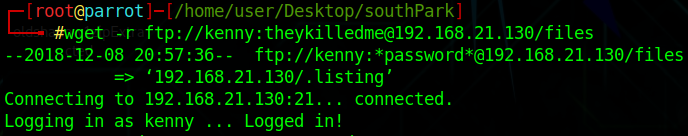 ┌─[root@parrot]─[/home/user/Desktop/southPark]
└──╼ #wget -r ftp://kenny:theykilledme@192.168.21.130/files
--2018-12-08 20:57:36--  ftp://kenny:*password*@192.168.21.130/files
           => ‘192.168.21.130/.listing’
Connecting to 192.168.21.130:21... connected.
Logging in as kenny ... Logged in!